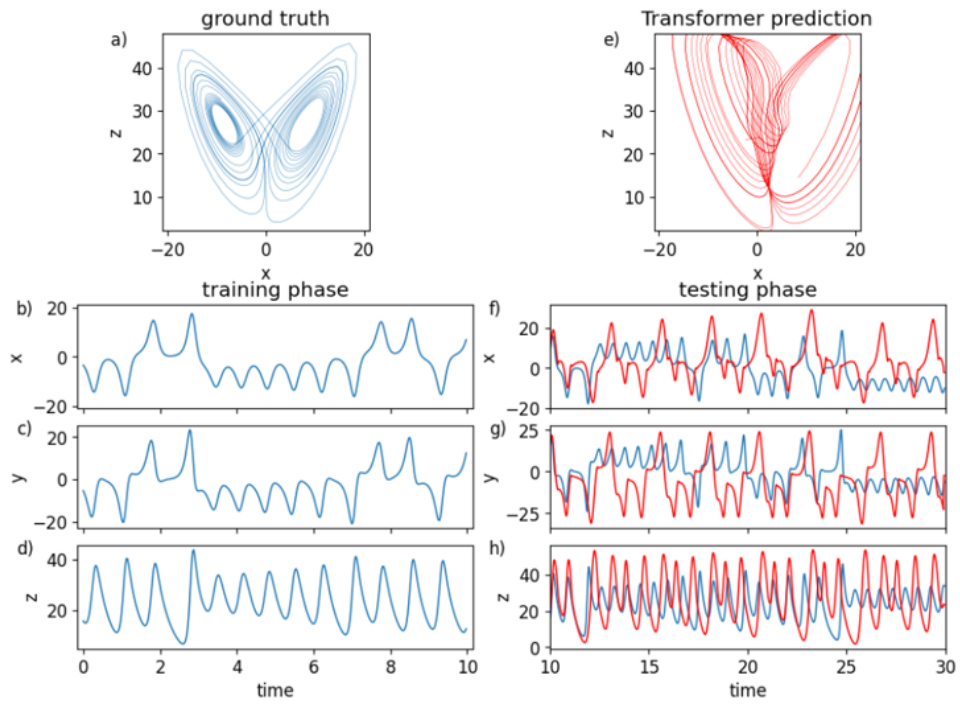 ground truth
a)
z
40
30
20
10
−20 0 20
x
Transformer prediction
e)
z
40
30
20
10
−20 0 20
x
training phase
b)
x
20
0
−20
c)
y
20
0
−20
d)
z
40
20
0 2 4 6 8 10
time
testing phase
f)
x
20
0
−20
g)
y
25
0
−25
h)
z
40
20
0
10 15 20 25 30
time